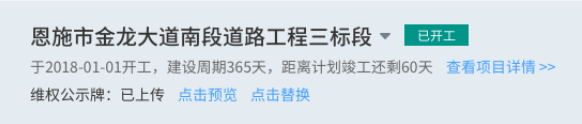 恩施市金龙大道南段道路工程三标段 已开工
于2018-01-01开工，建设周期365天，距离计划竣工还剩60天 查看项目详情 >>
维权公示牌：已上传 点击预览 点击替换